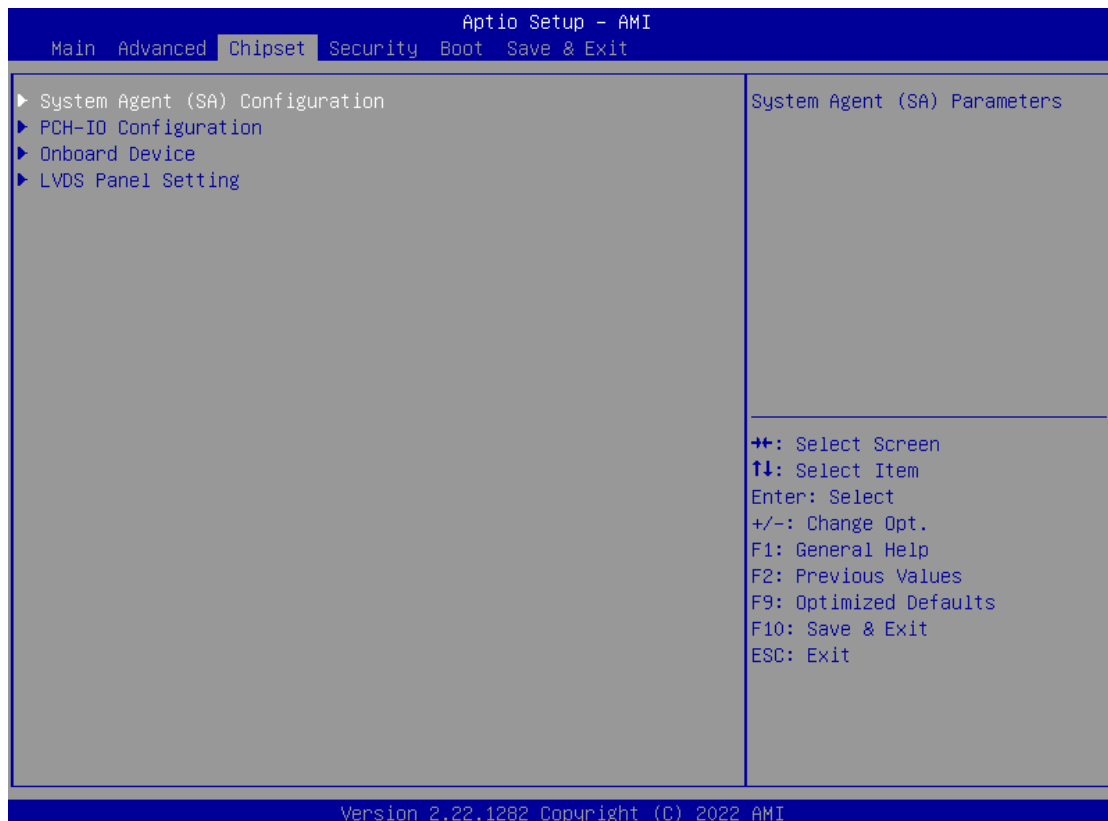 Aptio Setup – AMI
Main Advanced Chipset Security Boot Save & Exit
▶ System Agent (SA) Configuration
▶ PCH-IO Configuration
▶ Onboard Device
▶ LVDS Panel Setting
System Agent (SA) Parameters
→←: Select Screen
↑↓: Select Item
Enter: Select
+/-: Change Opt.
F1: General Help
F2: Previous Values
F9: Optimized Defaults
F10: Save & Exit
ESC: Exit
Version 2.22.1282 Copyright (C) 2022 AMI